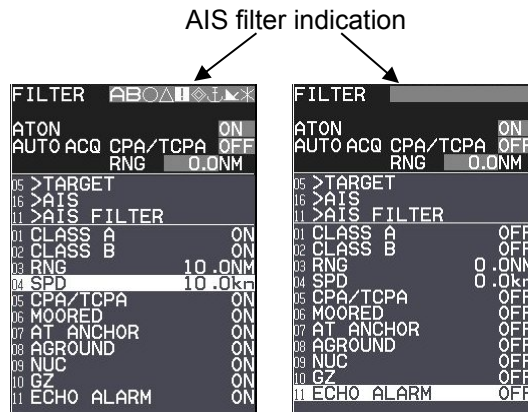 AIS filter indication
FILTER AB
ATON ON
AUTO ACQ CPA/TCPA OFF
RNG 0.0NM
05 >TARGET
16 >AIS
11 >AIS FILTER
01 CLASS A ON
02 CLASS B ON
03 RNG 10.0NM
04 SPD 10.0kn
05 CPA/TCPA ON
06 MOORED ON
07 AT ANCHOR ON
08 AGROUND ON
09 NUC ON
10 GZ ON
11 ECHO ALARM ON
FILTER
ATON ON
AUTO ACQ CPA/TCPA OFF
RNG 0.0NM
05 >TARGET
16 >AIS
11 >AIS FILTER
01 CLASS A OFF
02 CLASS B OFF
03 RNG 0.0NM
04 SPD 0.0kn
05 CPA/TCPA OFF
06 MOORED OFF
07 AT ANCHOR OFF
08 AGROUND OFF
09 NUC OFF
10 GZ OFF
11 ECHO ALARM OFF